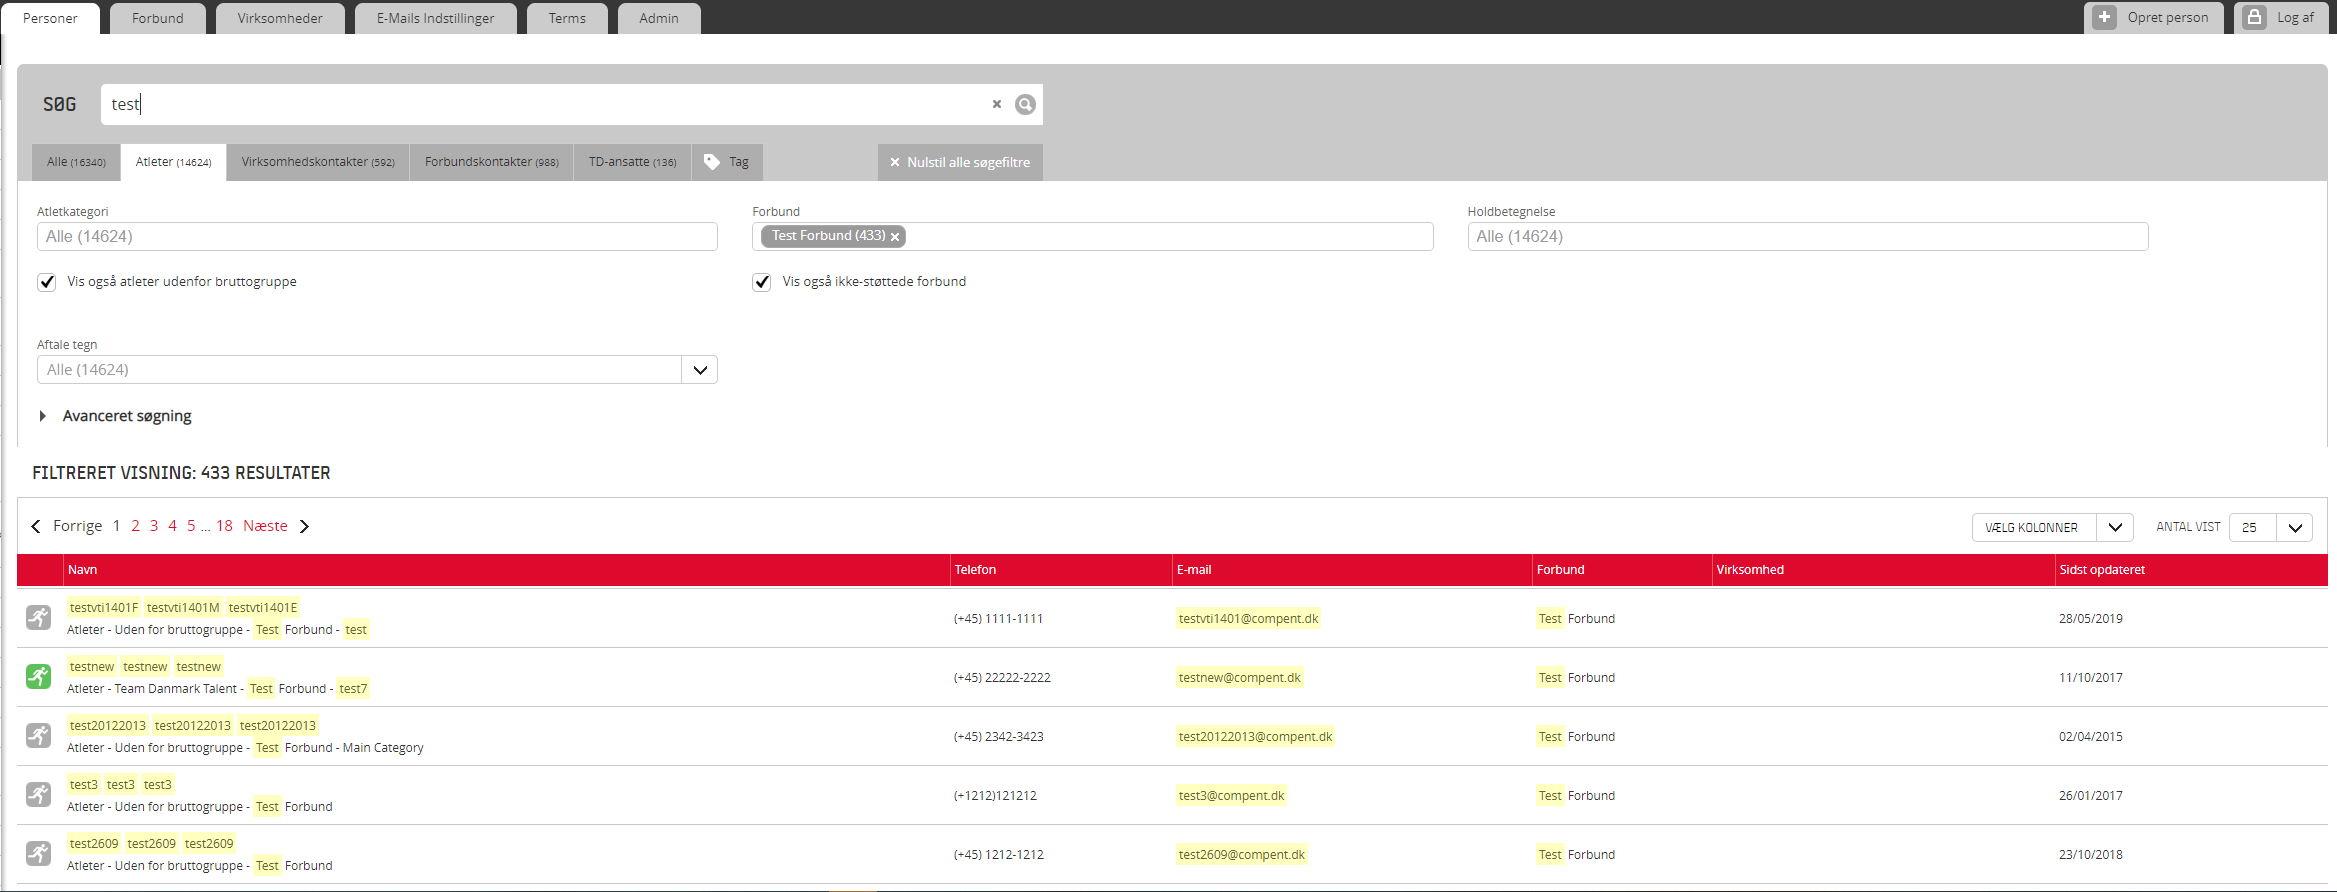 Personer Forbund Virksomheder E-Mails Indstillinger Terms Admin Opret person Log af
SØG test
Alle (16340) Atleter (14624) Virksomhedskontakter (592) Forbundskontakter (988) TD-ansatte (136) Tag Nulstil alle søgefiltre
Atletkategori Forbund Holdbetegnelse
Alle (14624) Test Forbund (433) Alle (14624)
Vis også atleter udenfor bruttogruppe Vis også ikke-støttede forbund
Aftale tegn
Alle (14624)
Avanceret søgning
FILTRERET VISNING: 433 RESULTATER
Forrige 1 2 3 4 5 ... 18 Næste VÆLG KOLONNER ANTAL VIST 25
Navn Telefon E-mail Forbund Virksomhed Sidst opdateret
testvti1401F testvti1401M testvti1401E
Atleter - Uden for bruttogruppe - Test Forbund - test
(+45) 1111-1111 testvti1401@compent.dk Test Forbund 28/05/2019
testnew testnew testnew
Atleter - Team Danmark Talent - Test Forbund - test7
(+45) 22222-2222 testnew@compent.dk Test Forbund 11/10/2017
test20122013 test20122013 test20122013
Atleter - Uden for bruttogruppe - Test Forbund - Main Category
(+45) 2342-3423 test20122013@compent.dk Test Forbund 02/04/2015
test3 test3 test3
Atleter - Uden for bruttogruppe - Test Forbund
(+1212)121212 test3@compent.dk Test Forbund 26/01/2017
test2609 test2609 test2609
Atleter - Uden for bruttogruppe - Test Forbund
(+45) 1212-1212 test2609@compent.dk Test Forbund 23/10/2018